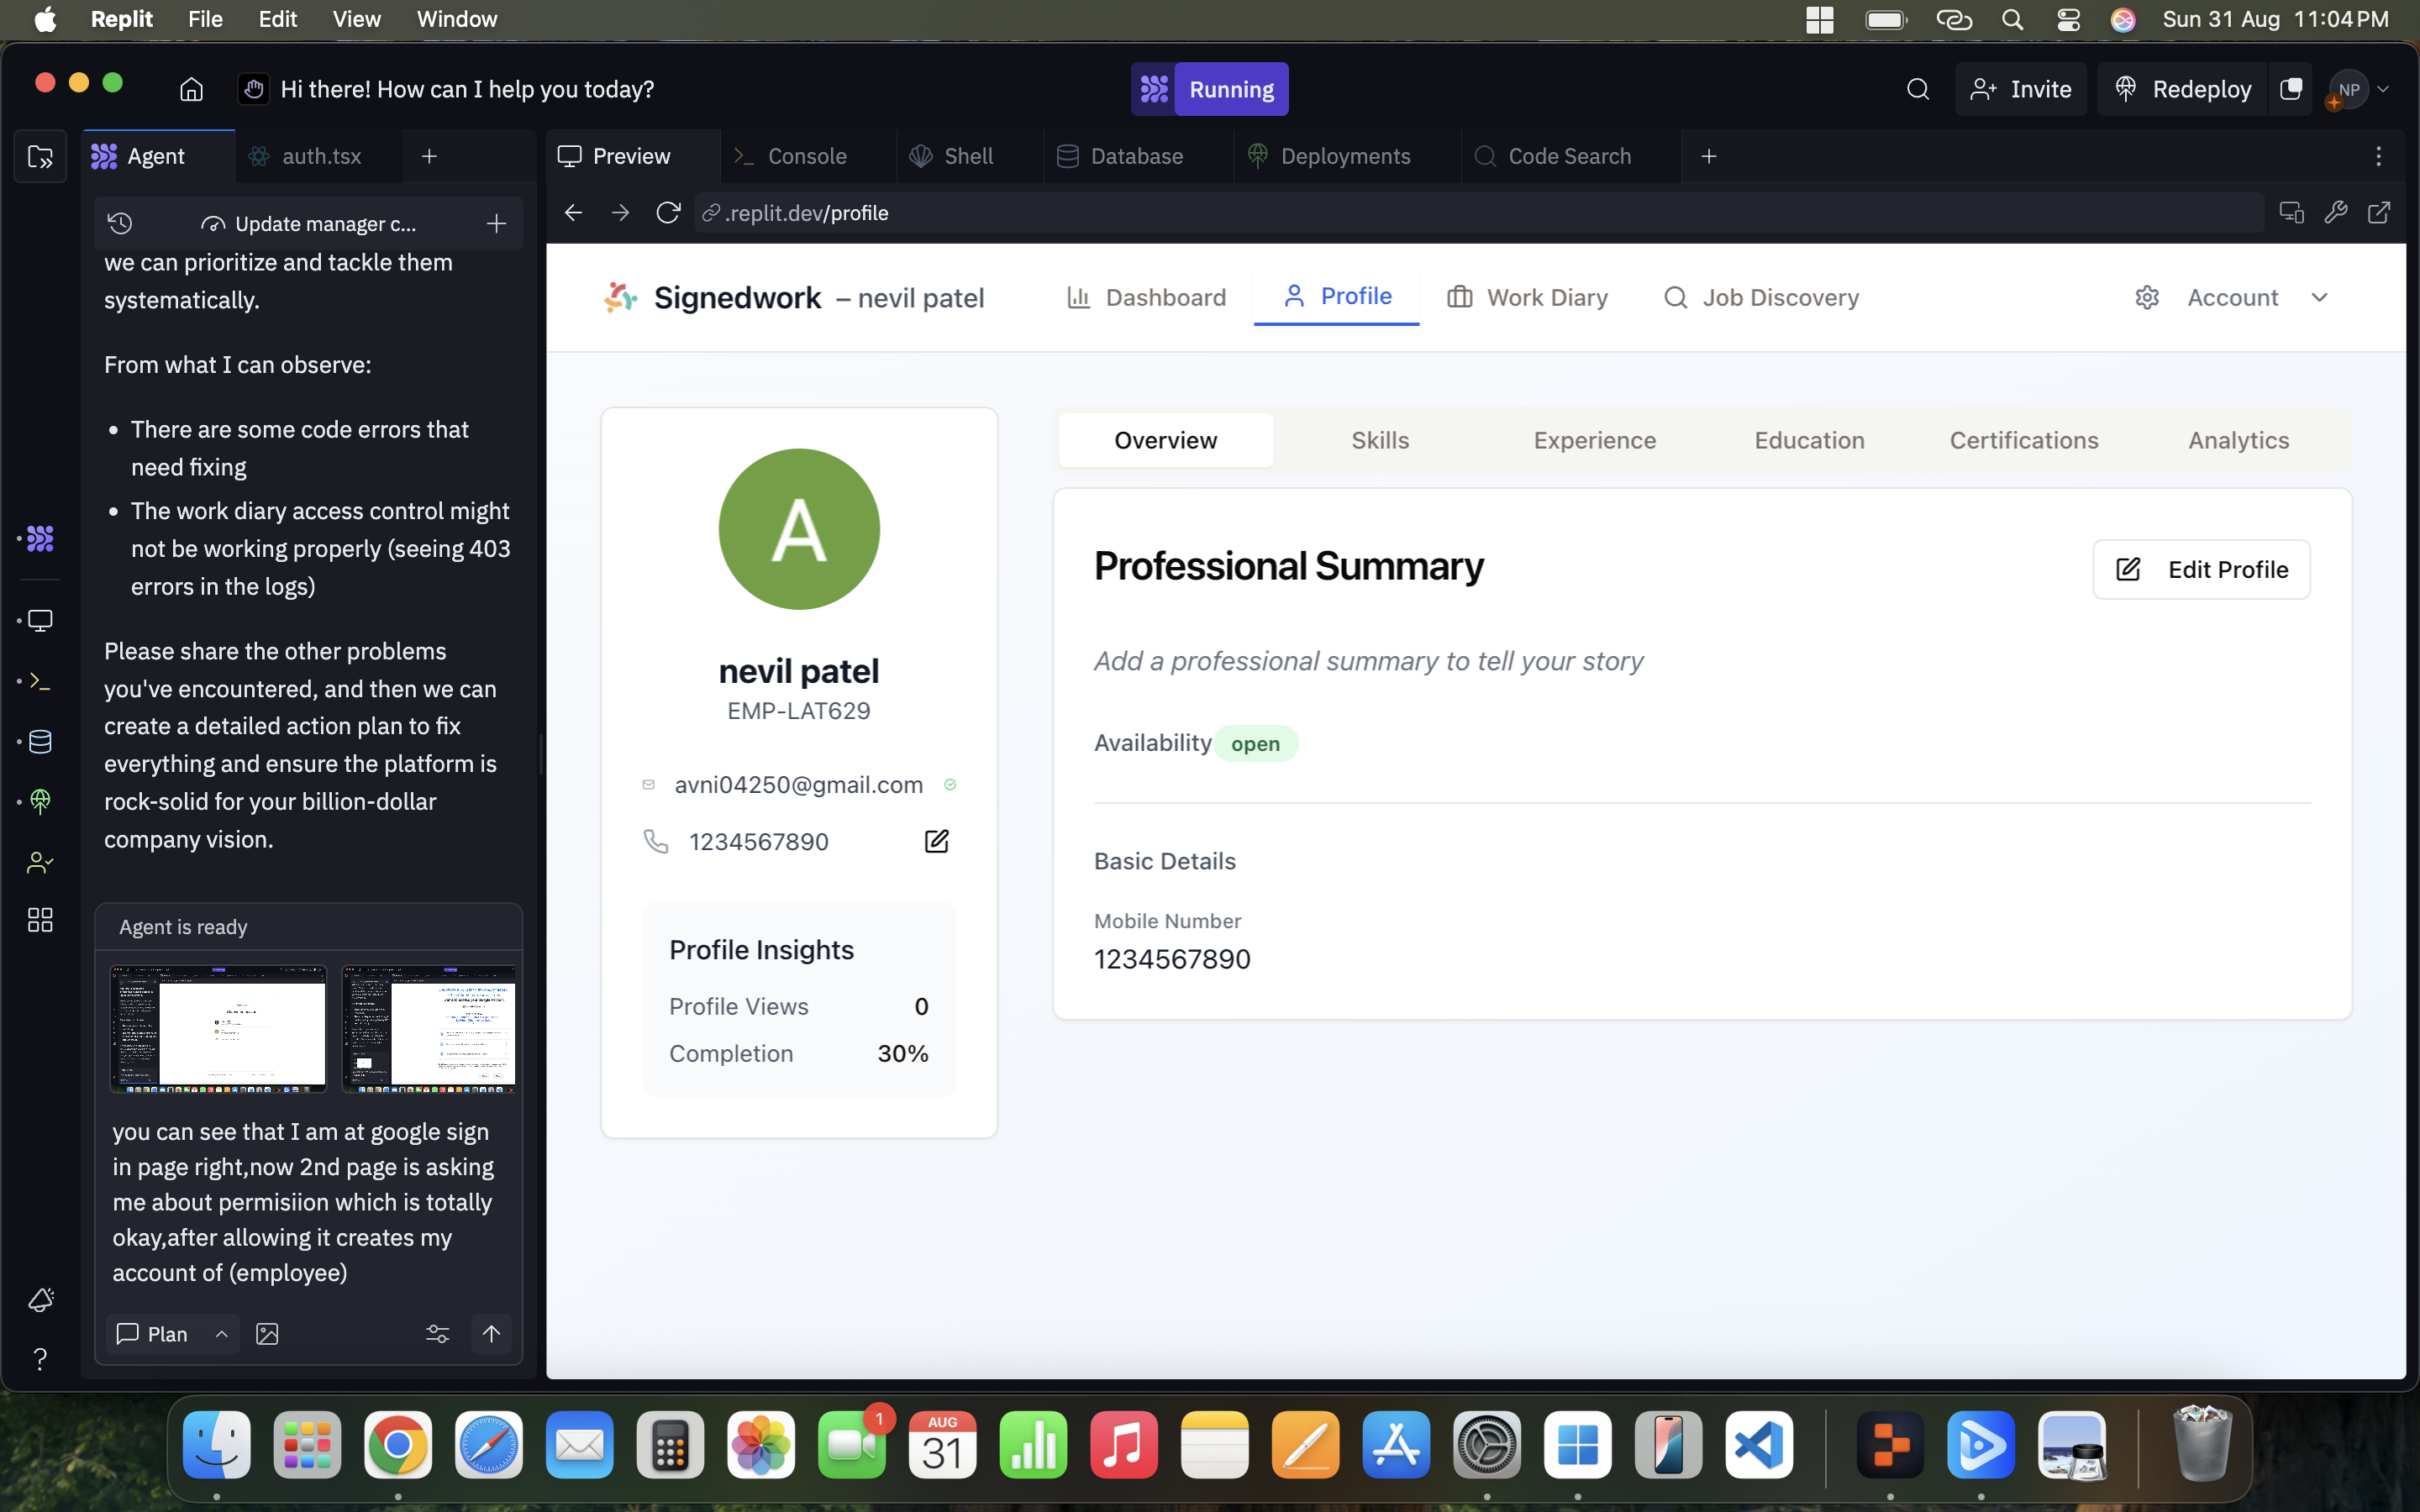 Replit File Edit View Window Sun 31 Aug 11:04 PM
Hi there! How can I help you today? Running Invite Redeploy NP
Agent auth.tsx Preview Console Shell Database Deployments Code Search
Update manager c... .replit.dev/profile
we can prioritize and tackle them
systematically.
From what I can observe:
• There are some code errors that
need fixing
• The work diary access control might
not be working properly (seeing 403
errors in the logs)
Please share the other problems
you've encountered, and then we can
create a detailed action plan to fix
everything and ensure the platform is
rock-solid for your billion-dollar
company vision.
Agent is ready
you can see that I am at google sign
in page right,now 2nd page is asking
me about permisiion which is totally
okay,after allowing it creates my
account of (employee)
Plan
Signedwork – nevil patel Dashboard Profile Work Diary Job Discovery Account
A
nevil patel
EMP-LAT629
avni04250@gmail.com
1234567890
Profile Insights
Profile Views 0
Completion 30%
Overview Skills Experience Education Certifications Analytics
Professional Summary Edit Profile
Add a professional summary to tell your story
Availability open
Basic Details
Mobile Number
1234567890
1
AUG
31